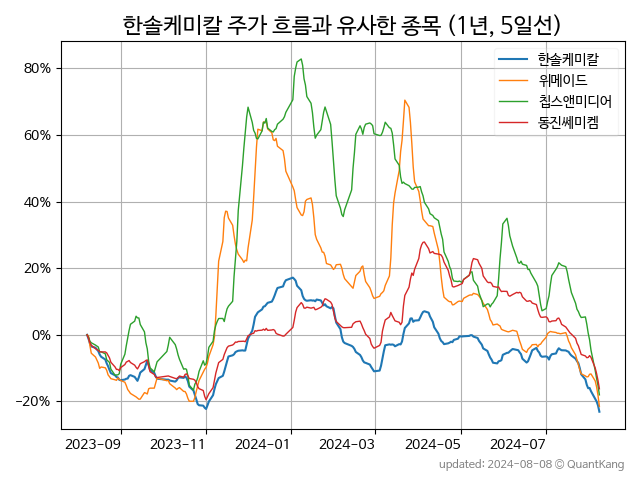 한솔케미칼 주가 흐름과 유사한 종목 (1년, 5일선)
한솔케미칼
위메이드
칩스앤미디어
동진쎄미켐
80%
60%
40%
20%
0%
−20%
2023-09
2023-11
2024-01
2024-03
2024-05
2024-07
updated: 2024-08-08 © QuantKang